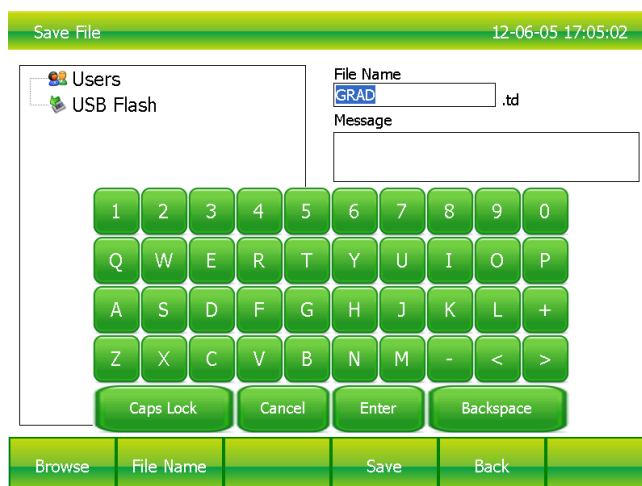 Save File 12-06-05 17:05:02
Users
USB Flash
File Name
GRAD .td
Message
1 2 3 4 5 6 7 8 9 0
Q W E R T Y U I O P
A S D F G H J K L +
Z X C V B N M - < >
Caps Lock Cancel Enter Backspace
Browse File Name Save Back